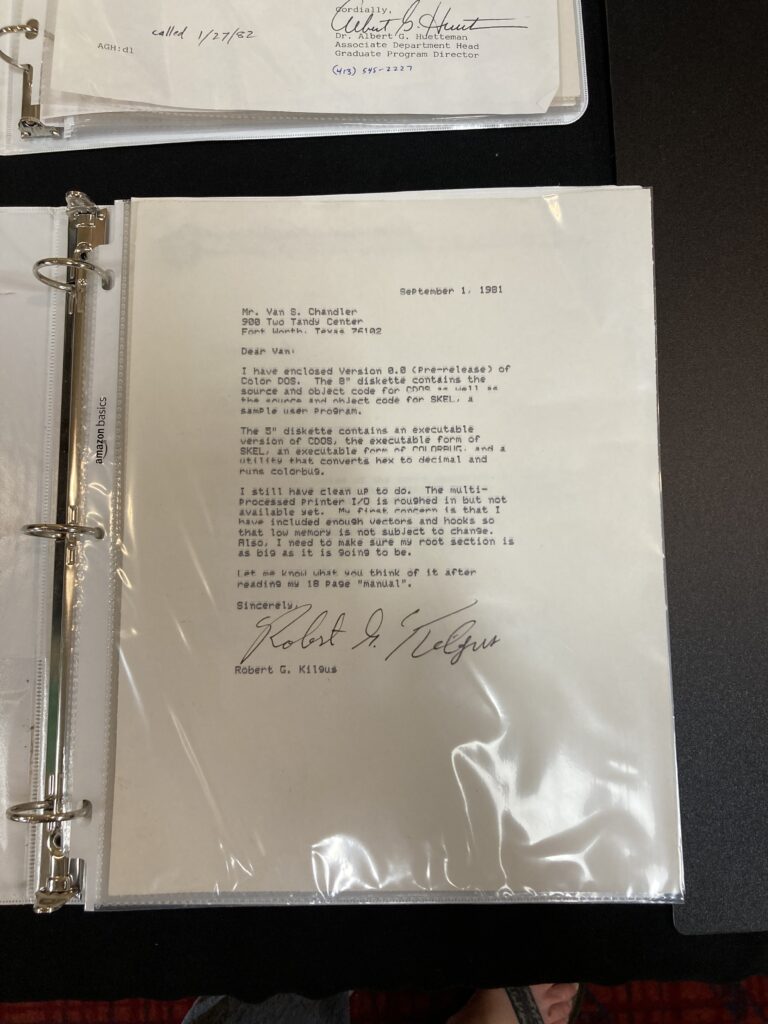 Cordially,
Albert G. Huett
called 1/27/82
Dr. Albert G. Huetteman
AGH:dl
Associate Department Head
Graduate Program Director
(413) 545-2227
amazon basics
September 1, 1981
Mr. Van S. Chandler
900 Two Tandy Center
Fort Worth, Texas 76102
Dear Van:
I have enclosed Version 0.0 (Pre-release) of
Color DOS. The 8" diskette contains the
source and object code for CDOS as well as
the source and object code for SKEL, a
sample user program.
The 5" diskette contains an executable
version of CDOS, the executable form of
SKEL, an executable form of COLORBUG, and a
utility that converts hex to decimal and
runs colorbug.
I still have clean up to do. The multi-
processed printer I/O is roughed in but not
available yet. My first concern is that I
have included enough vectors and hooks so
that low memory is not subject to change.
Also, I need to make sure my root section is
as big as it is going to be.
Let me know what you think of it after
reading my 18 page "manual".
Sincerely,
Robert G. Kilgus
Robert G. Kilgus